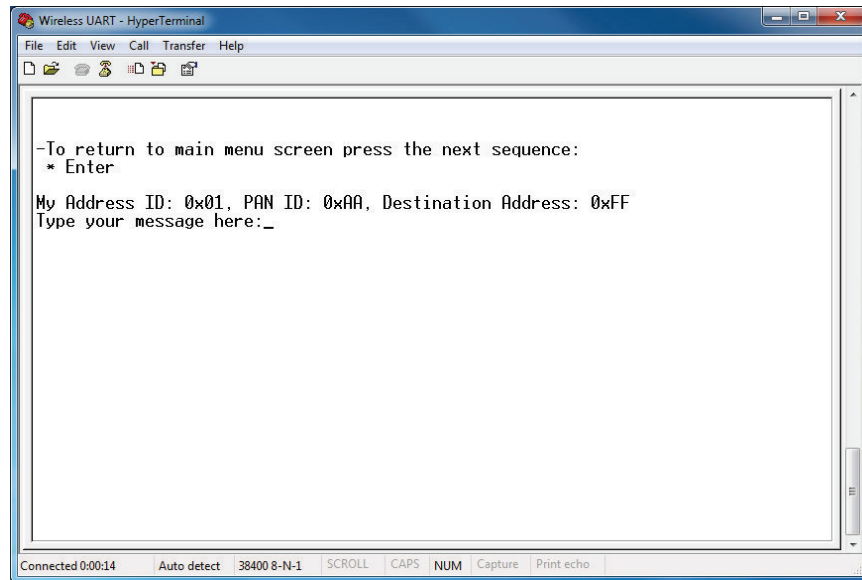 Wireless UART - HyperTerminal
File Edit View Call Transfer Help
-To return to main menu screen press the next sequence:
* Enter
My Address ID: 0x01, PAN ID: 0xAA, Destination Address: 0xFF
Type your message here:_
Connected 0:00:14 Auto detect 38400 8-N-1 SCROLL CAPS NUM Capture Print echo